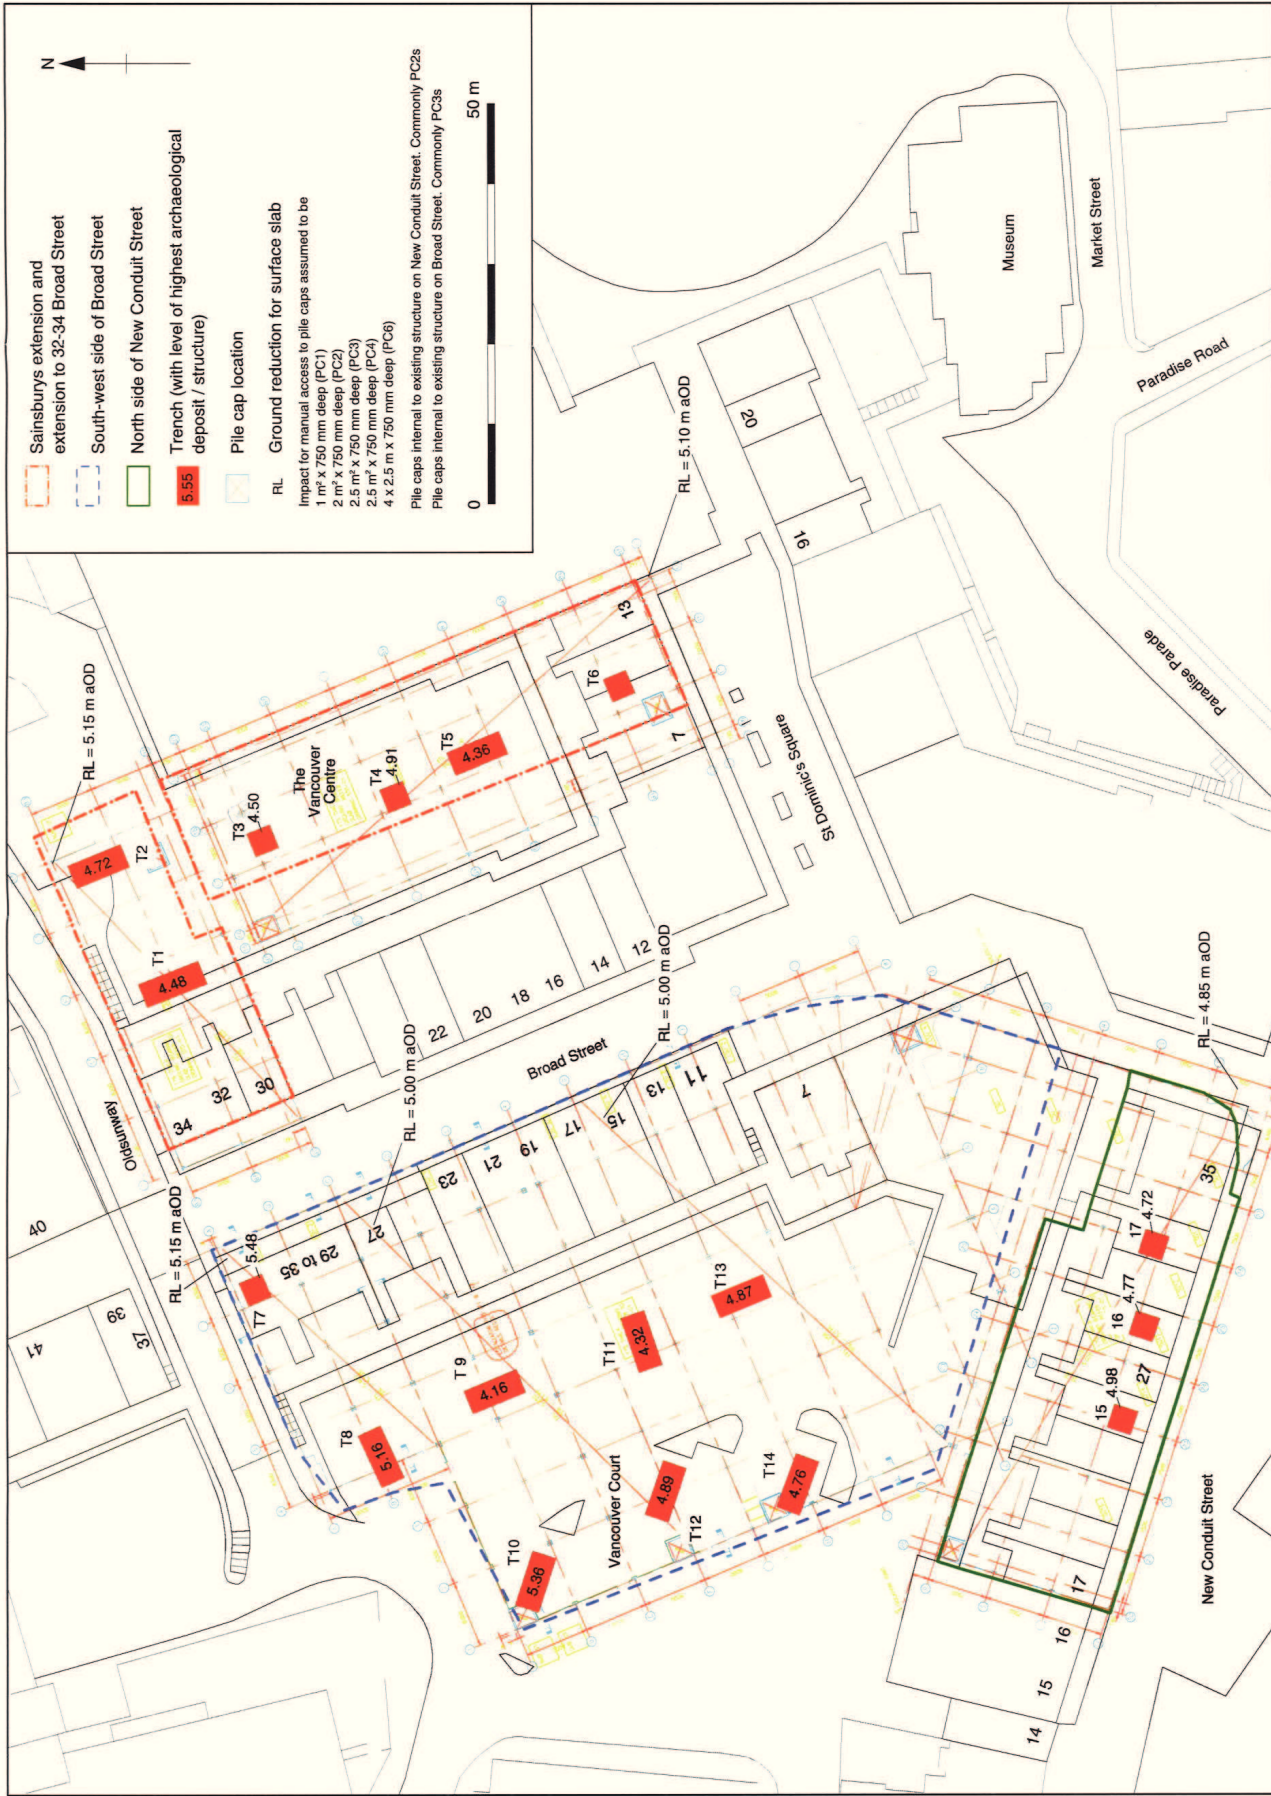 N
Sainsburys extension and
extension to 32-34 Broad Street
South-west side of Broad Street
North side of New Conduit Street
Trench (with level of highest archaeological
deposit / structure)
5.55
Pile cap location
RL
Ground reduction for surface slab
Impact for manual access to pile caps assumed to be
1 m² x 750 mm deep (PC1)
2 m² x 750 mm deep (PC2)
2.5 m² x 750 mm deep (PC3)
2.5 m² x 750 mm deep (PC4)
4 x 2.5 m x 750 mm deep (PC6)
Pile caps internal to existing structure on New Conduit Street. Commonly PC2s
Pile caps internal to existing structure on Broad Street. Commonly PC3s
0
50 m
41
39
37
40
Oldsunway
RL = 5.15 m aOD
RL = 5.15 m aOD
T1
4.48
T2
4.72
34
32
30
The
Vancouver
Centre
T3
4.50
T4
4.91
T5
4.36
T6
13
7
RL = 5.10 m aOD
22
20
18
16
14
12
Broad Street
St Dominic's Square
16
20
Museum
Market Street
Paradise Road
Paradise Parade
T7
5.48
29 to 35
27
23
21
19
17
15
13
11
7
RL = 5.00 m aOD
RL = 5.00 m aOD
T8
5.16
T 9
4.16
T10
5.36
T11
4.32
T12
4.89
T13
4.87
T14
4.76
Vancouver Court
15
4.98
16
4.77
17
4.72
35
27
17
16
15
14
RL = 4.85 m aOD
New Conduit Street